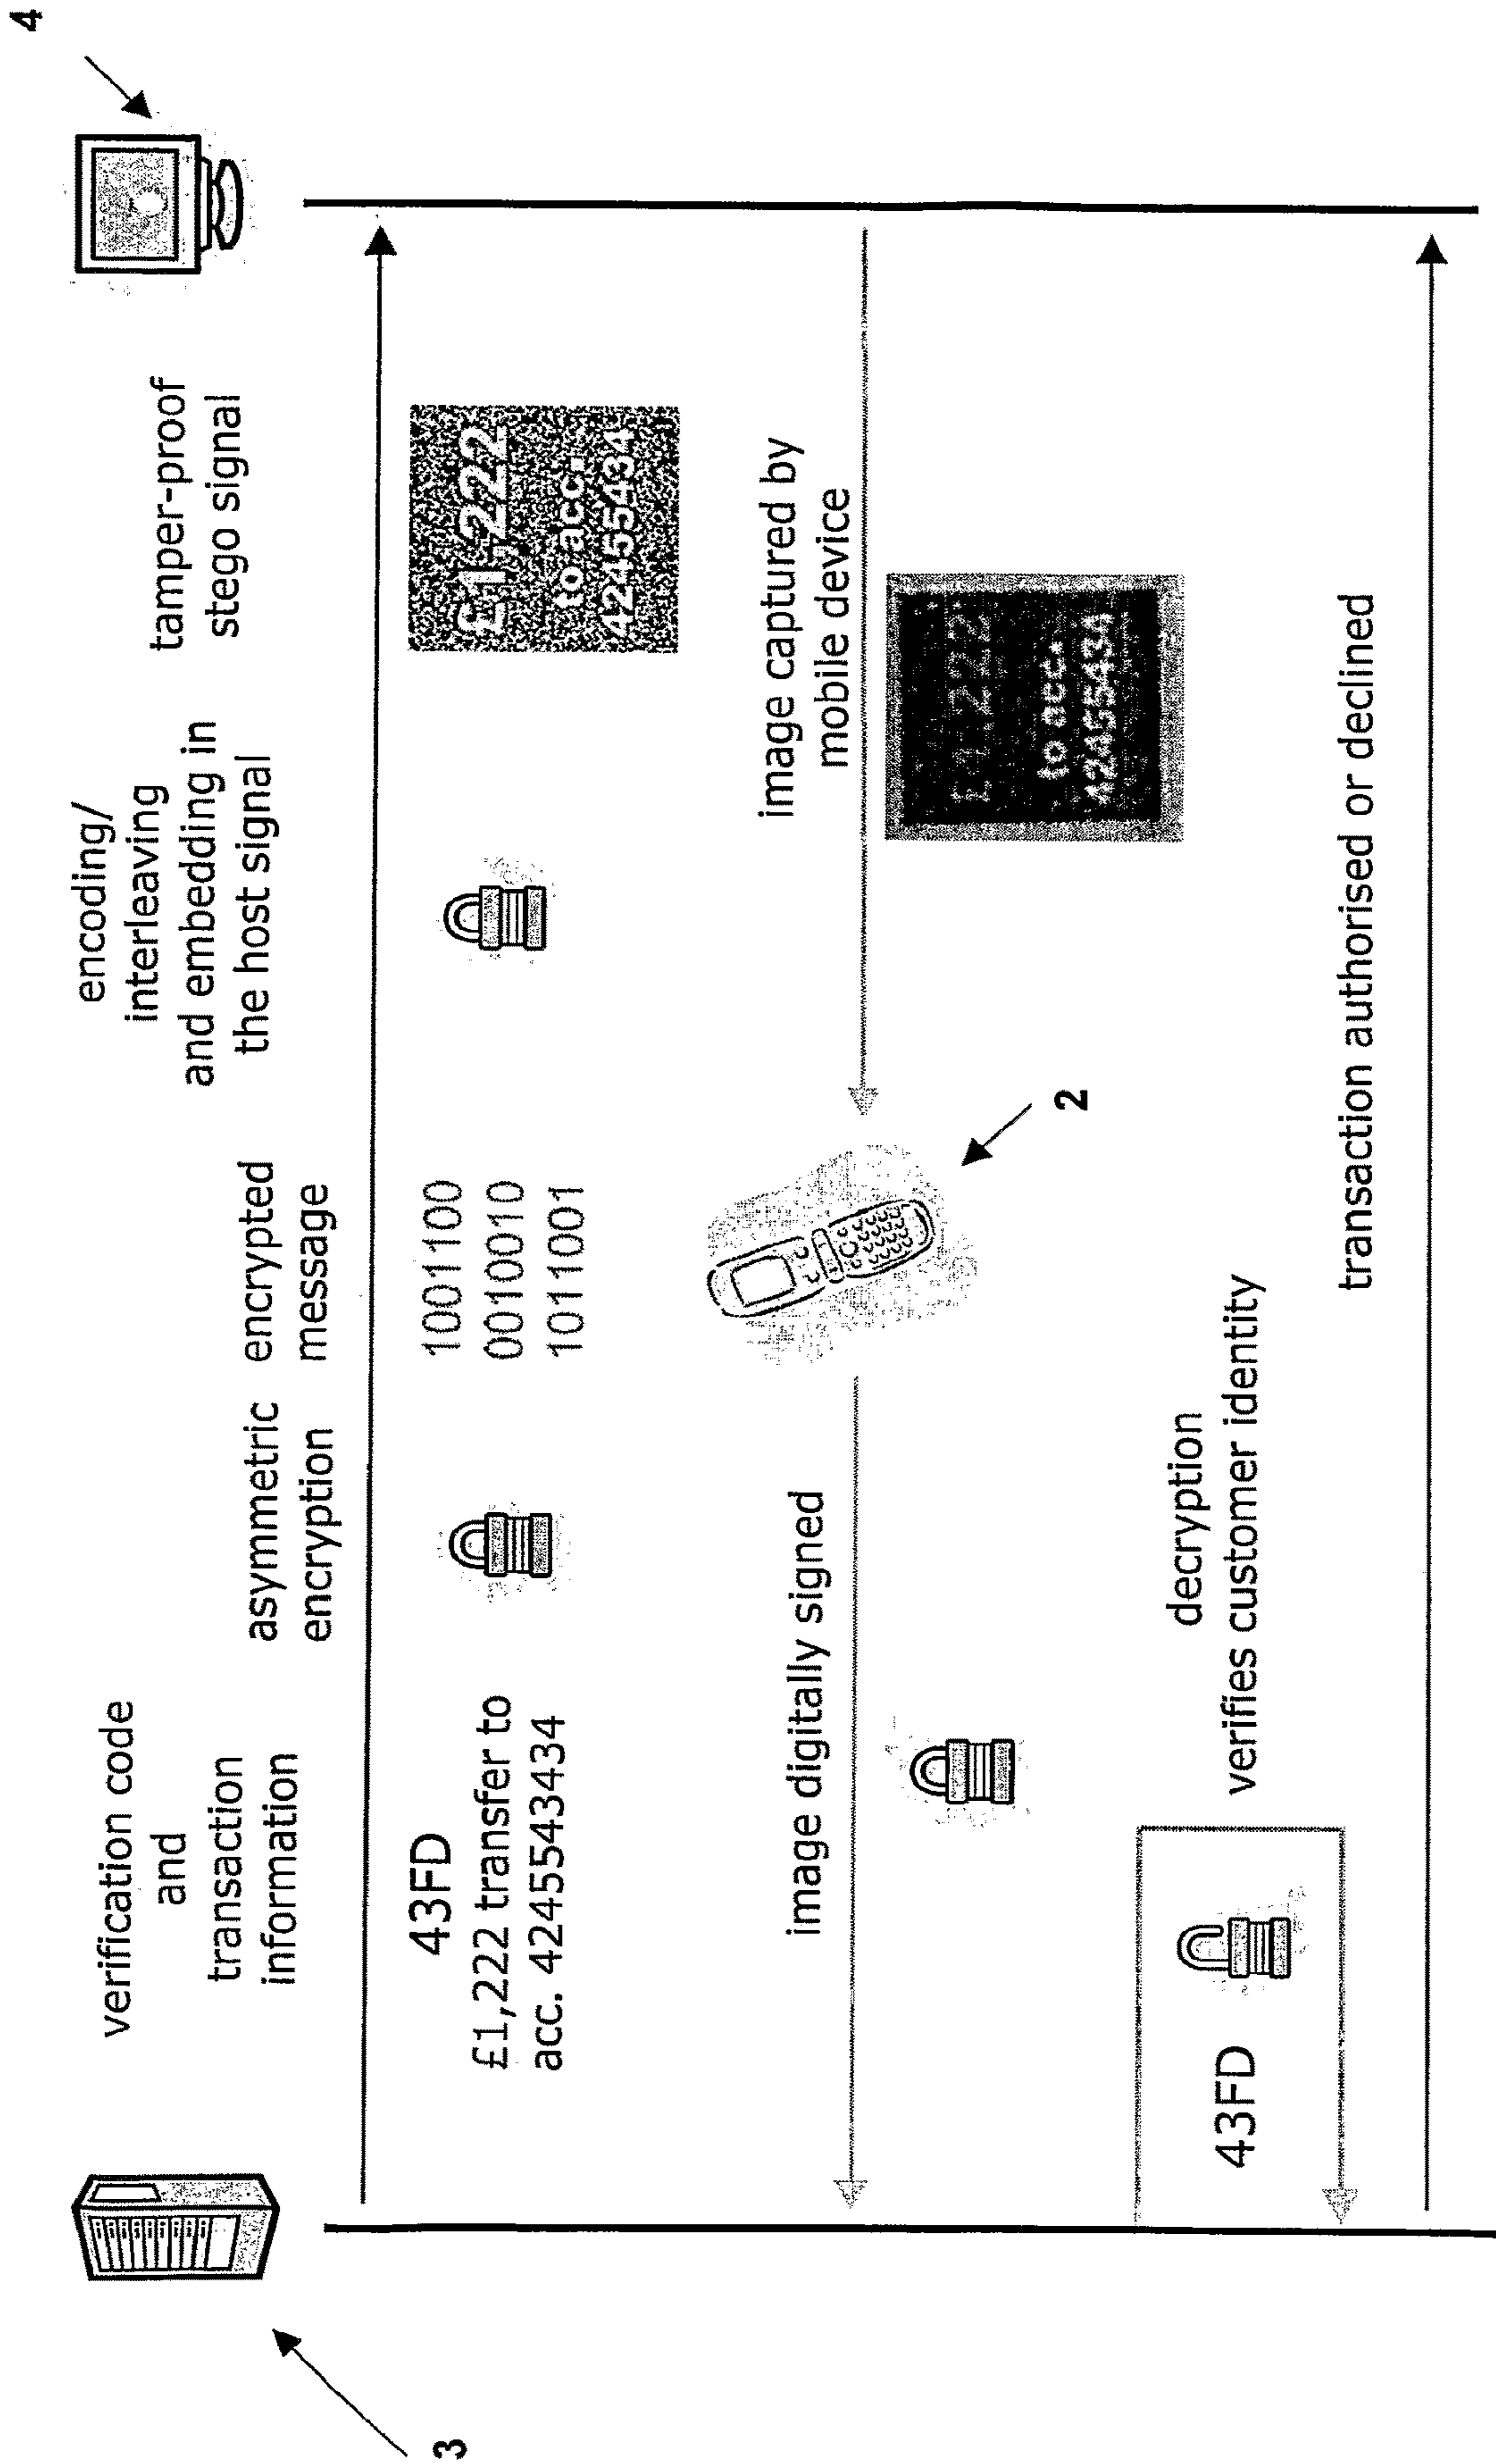 4
3
verification code
and
transaction
information
asymmetric
encryption
encrypted
message
encoding/
interleaving
and embedding in
the host signal
tamper-proof
stego signal
43FD
£1,222 transfer to
acc. 4245543434
1001100
0010010
1011001
£1,222
to acc.
42455434
image captured by
mobile device
£1,222
to acc.
42455434
2
image digitally signed
decryption
verifies customer identity
43FD
transaction authorised or declined